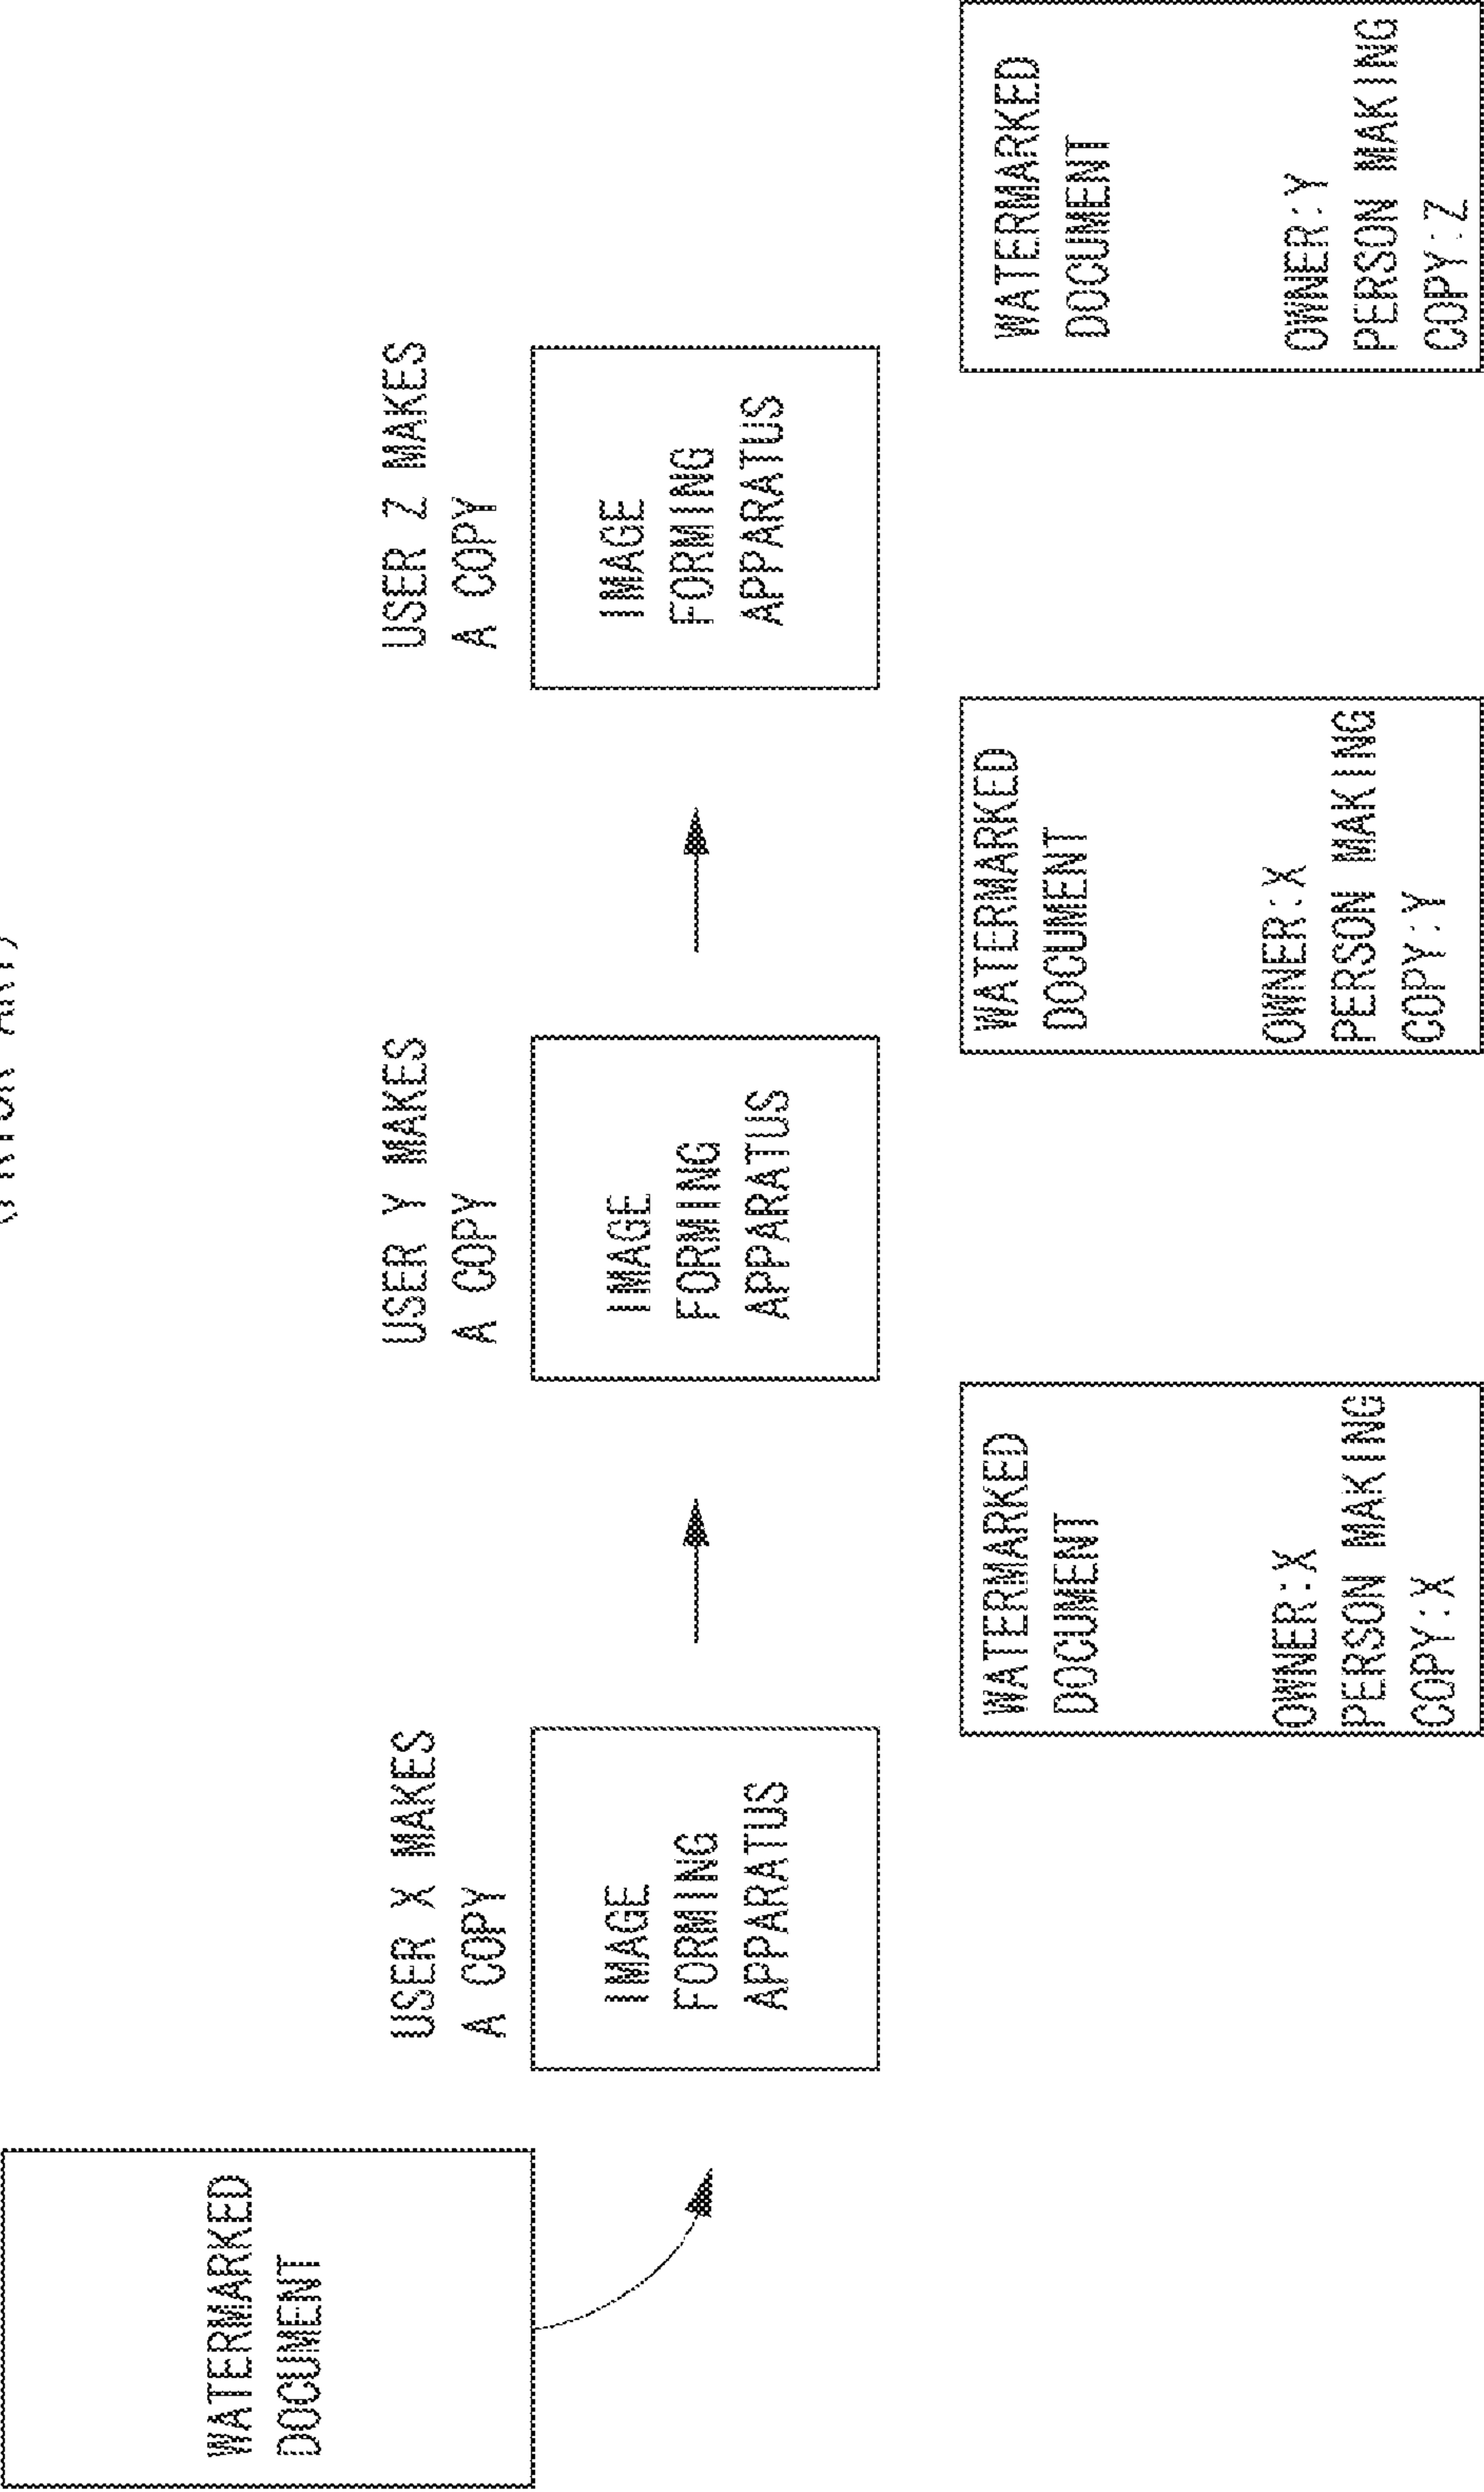 WATERMARKED
DOCUMENT
USER X MAKES
A COPY
IMAGE
FORMING
APPARATUS
WATERMARKED
DOCUMENT
OWNER:X
PERSON MAKING
COPY:X
USER Y MAKES
A COPY
IMAGE
FORMING
APPARATUS
WATERMARKED
DOCUMENT
OWNER:X
PERSON MAKING
COPY:Y
USER Z MAKES
A COPY
IMAGE
FORMING
APPARATUS
WATERMARKED
DOCUMENT
OWNER:Y
PERSON MAKING
COPY:Z